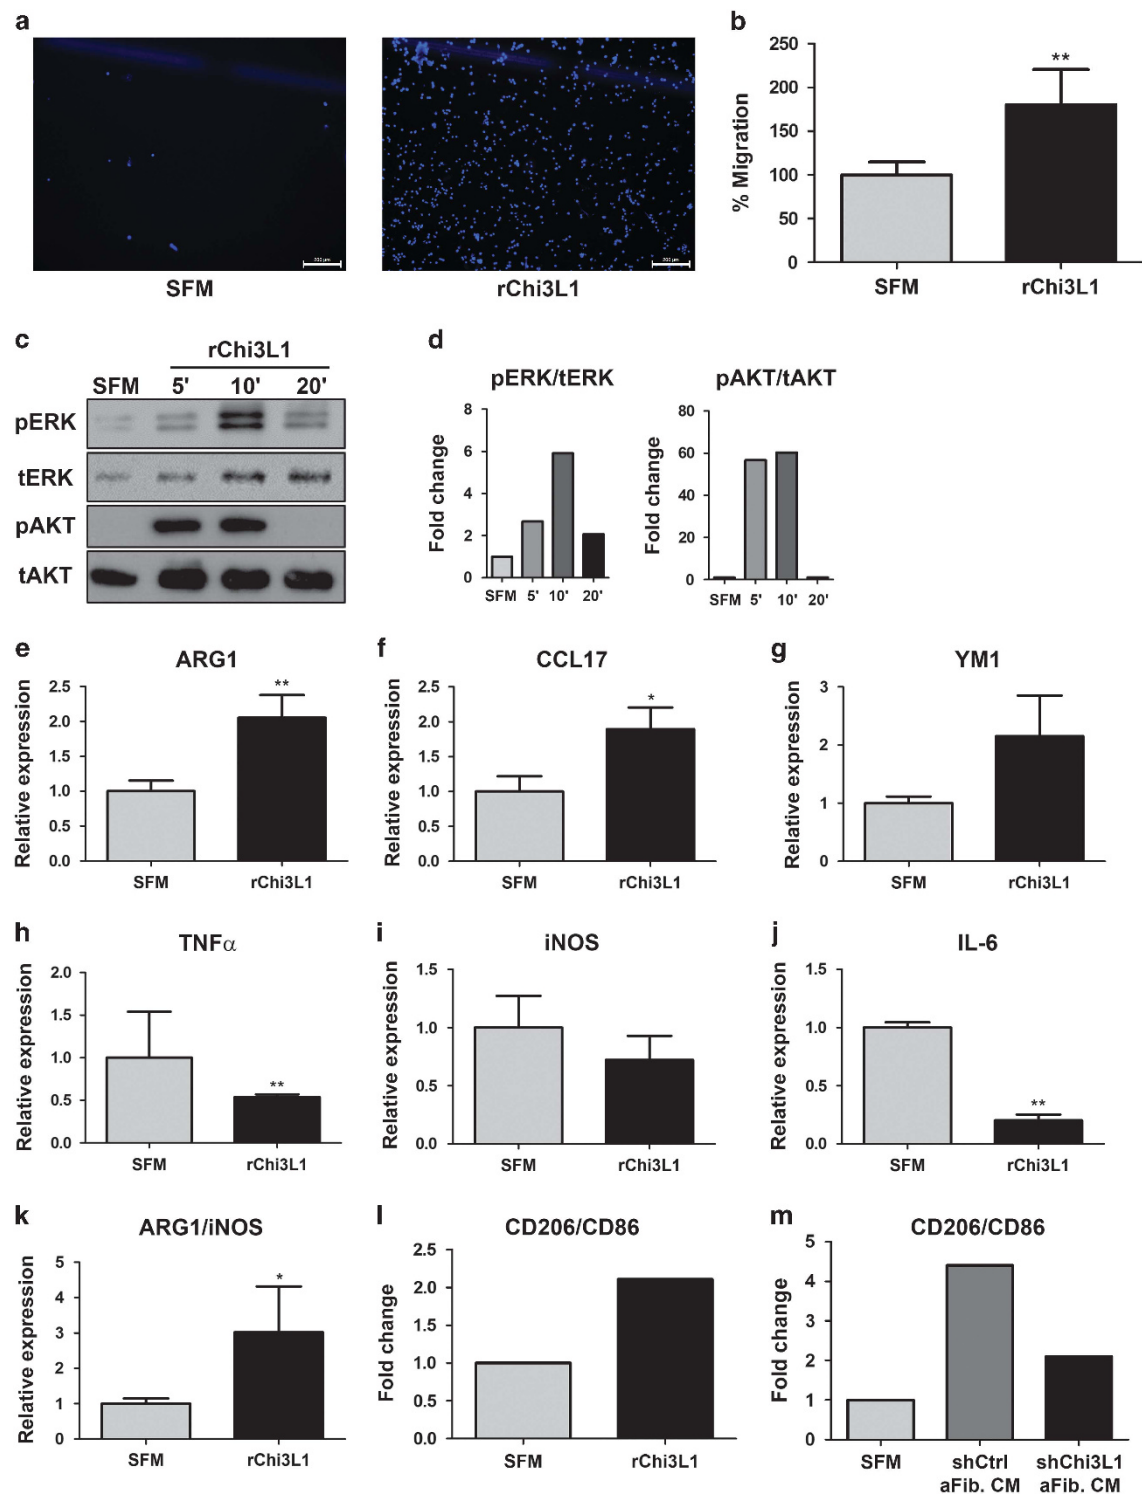 a
200 μm
SFM
200 μm
rChi3L1
b
% Migration
250
200
150
100
50
0
**
SFM
rChi3L1
c
rChi3L1
SFM 5' 10' 20'
pERK
tERK
pAKT
tAKT
d
pERK/tERK
Fold change
8
6
4
2
0
SFM 5' 10' 20'
pAKT/tAKT
Fold change
80
60
40
20
0
SFM 5' 10' 20'
e
ARG1
Relative expression
2.5
2.0
1.5
1.0
0.5
0.0
**
SFM
rChi3L1
f
CCL17
Relative expression
2.5
2.0
1.5
1.0
0.5
0.0
*
SFM
rChi3L1
g
YM1
Relative expression
3
2
1
0
SFM
rChi3L1
h
TNFα
Relative expression
2.0
1.5
1.0
0.5
0.0
**
SFM
rChi3L1
i
iNOS
Relative expression
1.5
1.0
0.5
0.0
SFM
rChi3L1
j
IL-6
Relative expression
1.5
1.0
0.5
0.0
**
SFM
rChi3L1
k
ARG1/iNOS
Relative expression
5
4
3
2
1
0
*
SFM
rChi3L1
l
CD206/CD86
Fold change
2.5
2.0
1.5
1.0
0.5
0.0
SFM
rChi3L1
m
CD206/CD86
Fold change
5
4
3
2
1
0
SFM
shCtrl
aFib. CM
shChi3L1
aFib. CM